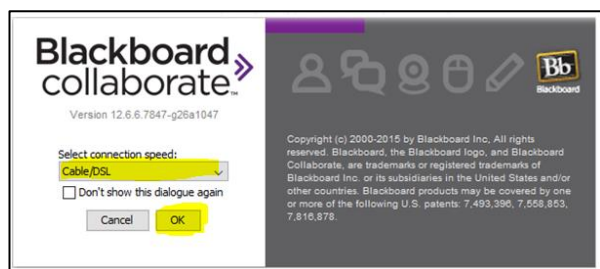 Blackboard
collaborate™
Version 12.6.6.7847-g26a1047
Select connection speed:
Cable/DSL
Don't show this dialogue again
Cancel OK
Bb
Blackboard
Copyright (c) 2000-2015 by Blackboard Inc, All rights
reserved. Blackboard, the Blackboard logo, and Blackboard
Collaborate, are trademarks or registered trademarks of
Blackboard Inc. or its subsidiaries in the United States and/or
other countries. Blackboard products may be covered by one
or more of the following U.S. patents: 7,493,396, 7,558,853,
7,816,878.